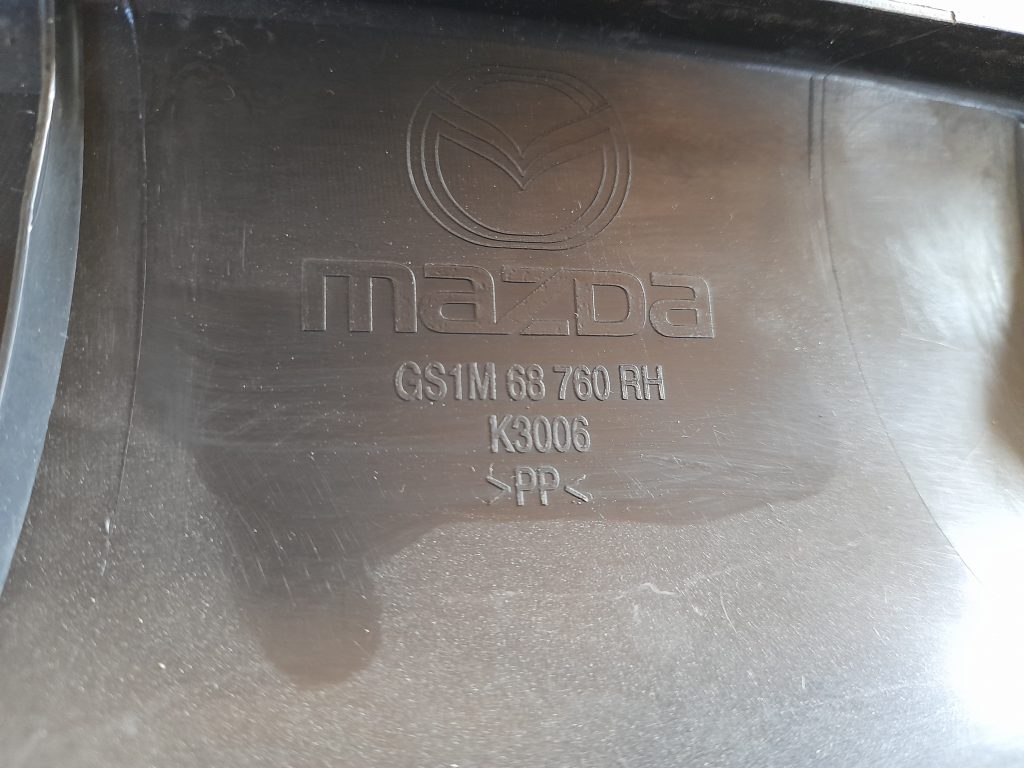 mazda
GS1M 68 760 RH
K3006
>PP<